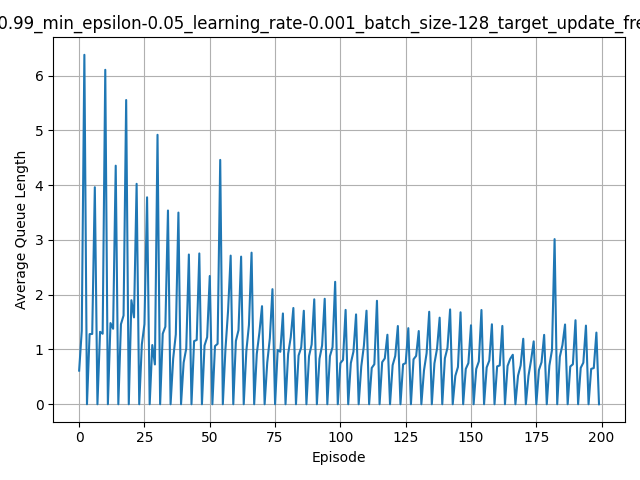 0.99_min_epsilon-0.05_learning_rate-0.001_batch_size-128_target_update_fre
6
5
4
3
2
1
0
Average Queue Length
0 25 50 75 100 125 150 175 200
Episode